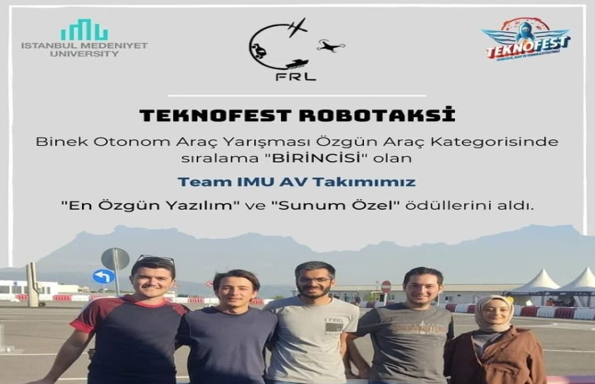 ISTANBUL MEDENIYET
UNIVERSITY
FRL
TEKNOFEST
TEKNOFEST ROBOTAKSİ
Binek Otonom Araç Yarışması Özgün Araç Kategorisinde
sıralama "BİRİNCİSİ" olan
Team IMU AV Takımımız
"En Özgün Yazılım" ve "Sunum Özel" ödüllerini aldı.